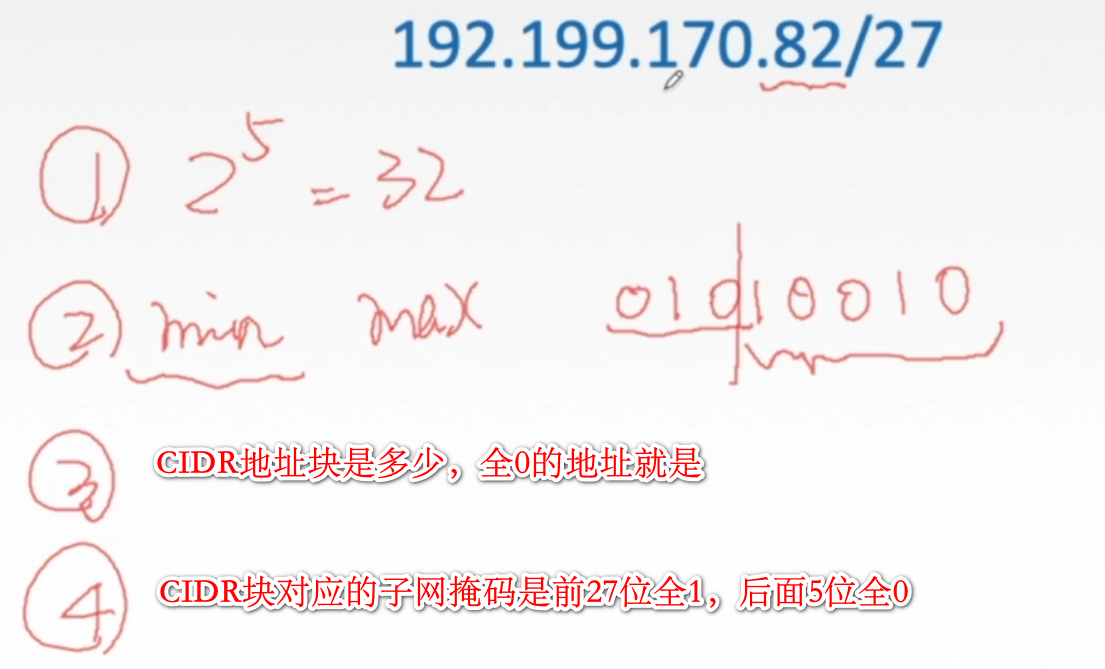 192.199.170.82/27
① 2^5 = 32
② min max 010|10010
③ CIDR地址块是多少，全0的地址就是
④ CIDR块对应的子网掩码是前27位全1，后面5位全0